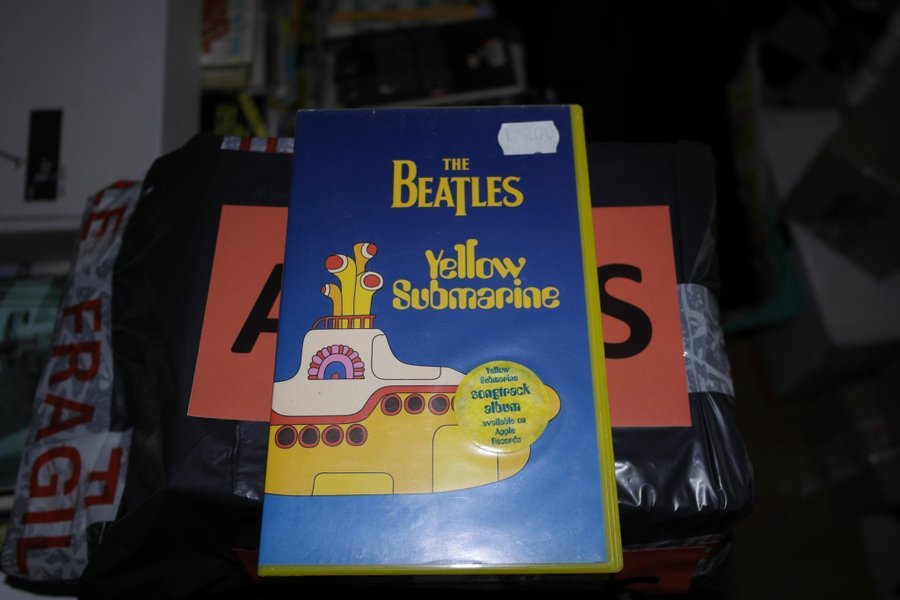 THE
BEATLES
Yellow
Submarine
Yellow
Submarine
songtrack
album
available on
Apple
Records
A
S
FRAGIL